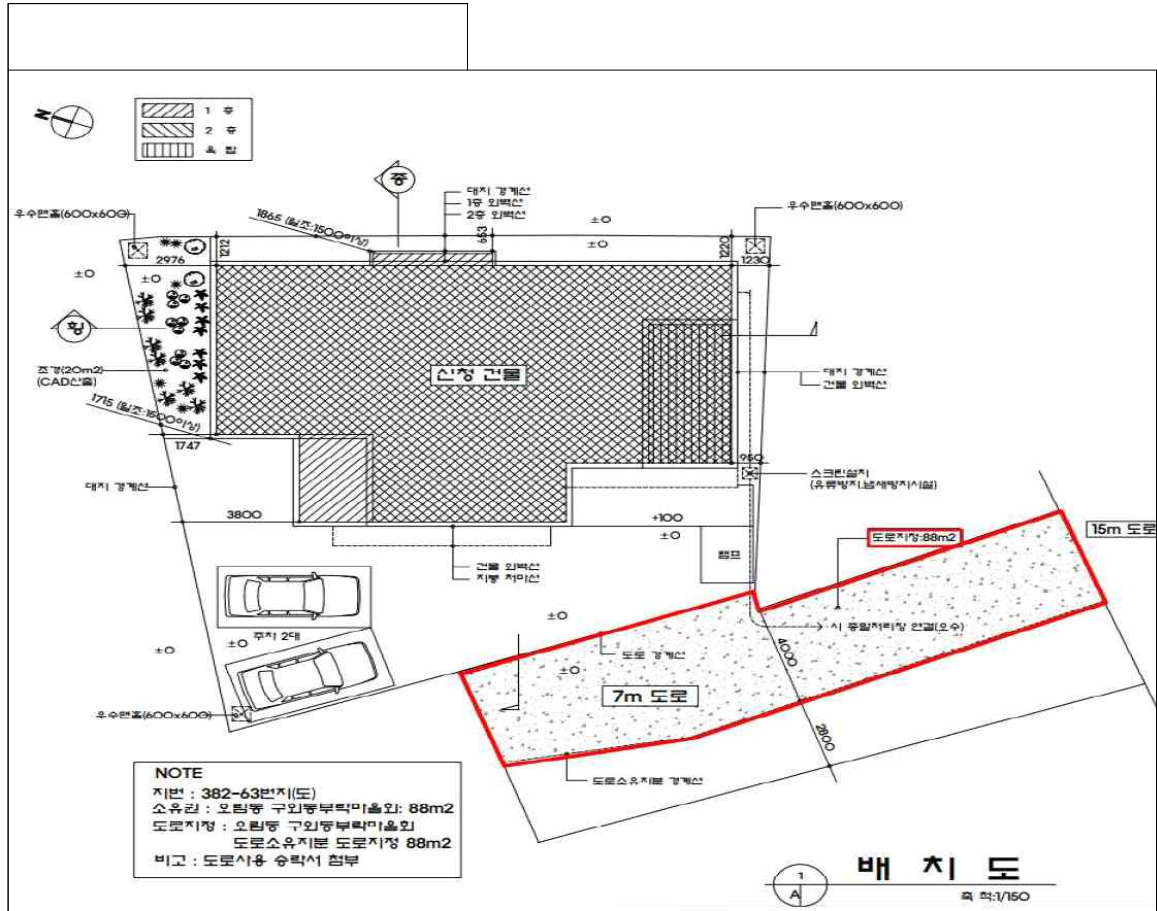 N
1 층
2 층
옥 탑
종
대지 경계선
1층 외벽선
2층 외벽선
우수맨홀(600x600)
우수맨홀(600x600)
1865 (일조:1500이상)
653
±0
±0
1212
1220
2976
1230
±0
±0
횡
신청 건물
조경(20m2)
(CAD산출)
대지 경계선
건물 외벽선
1715 (일조:1500이상)
1747
950
스크린설치
(유류방지,냄새방지시설)
대지 경계선
3800
+100
±0
도로지정:88m2
15m 도로
램프
건물 외벽선
지붕 처마선
±0
시 종말처리장 연결(오수)
주차 2대
±0
±0
도로 경계선
4000
±0
7m 도로
우수맨홀(600x600)
2800
도로소유지분 경계선
NOTE
지번 : 382-63번지(도)
소유권 : 오림동 구외동부락마을회: 88m2
도로지정 : 오림동 구외동부락마을회
도로소유지분 도로지정 88m2
비고 : 도로사용 승락서 첨부
1
A
배 치 도
축 척:1/150